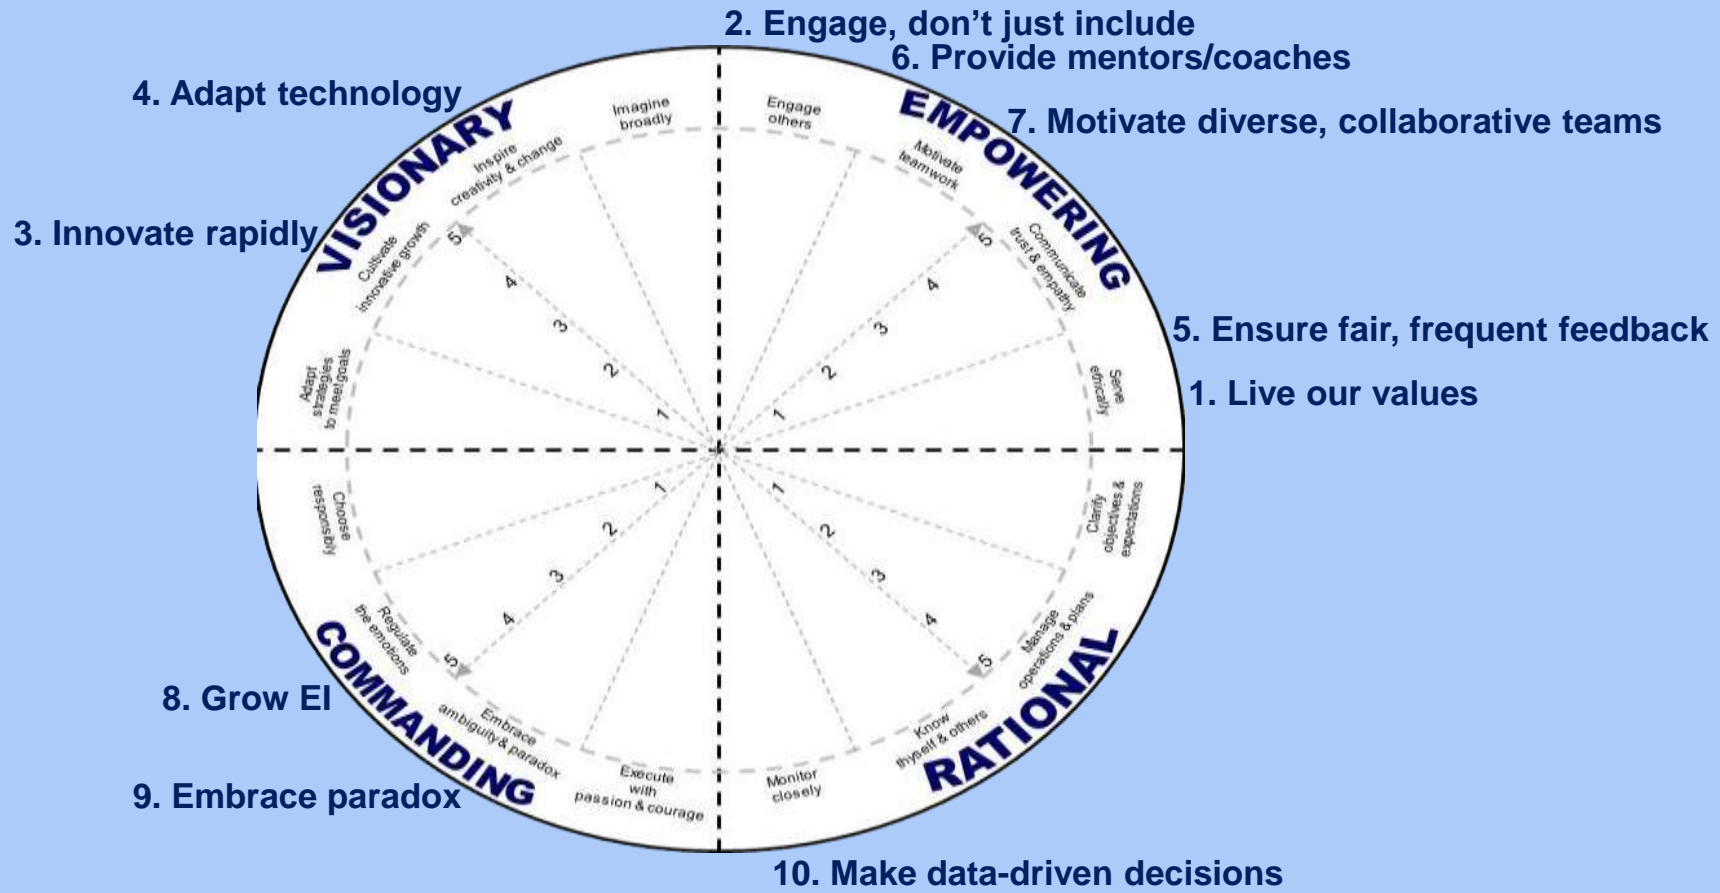 2. Engage, don’t just include
6. Provide mentors/coaches
4. Adapt technology
7. Motivate diverse, collaborative teams
3. Innovate rapidly
5. Ensure fair, frequent feedback
1. Live our values
8. Grow EI
9. Embrace paradox
10. Make data-driven decisions
VISIONARY
Adapt
strategies
to meet goals
Cultivate
innovative growth
Inspire
creativity & change
Imagine
broadly
5
4
3
2
1
EMPOWERING
Engage
others
Motivate
teamwork
Communicate
trust & empathy
Serve
ethically
5
4
3
2
1
COMMANDING
Choose
responsibly
Regulate
the emotions
Embrace
ambiguity & paradox
Execute
with
passion & courage
1
2
3
4
5
RATIONAL
Clarify
objectives &
expectations
Manage
operations & plans
Know
thyself & others
Monitor
closely
1
2
3
4
5